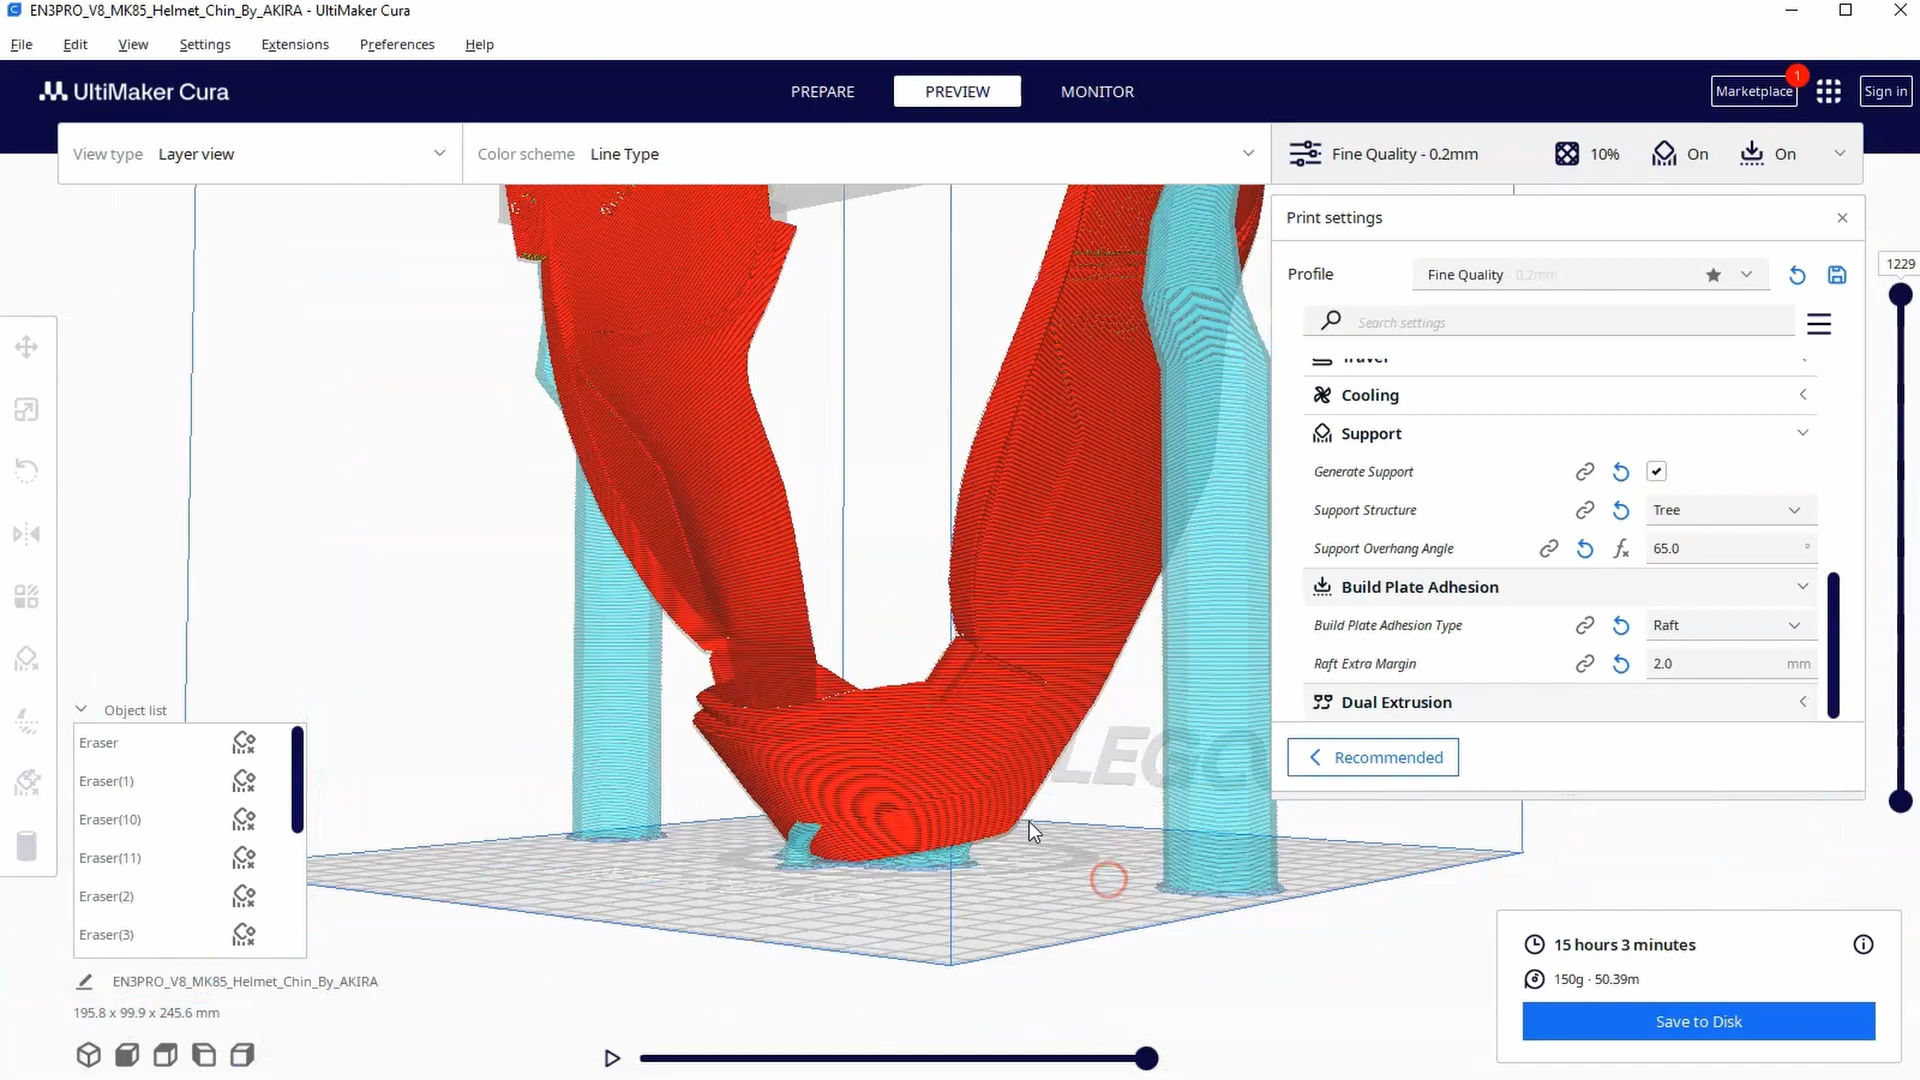 EN3PRO_V8_MK85_Helmet_Chin_By_AKIRA - UltiMaker Cura
File Edit View Settings Extensions Preferences Help
UltiMaker Cura
PREPARE PREVIEW MONITOR
Marketplace 1
Sign in
View type Layer view
Color scheme Line Type
Fine Quality - 0.2mm 10% On On
Print settings
Profile Fine Quality - 0.2mm
1229
Search settings
Travel
Cooling
Support
Generate Support
Support Structure Tree
Support Overhang Angle fx 65.0 °
Build Plate Adhesion
Build Plate Adhesion Type Raft
Raft Extra Margin 2.0 mm
Dual Extrusion
Recommended
Object list
Eraser
Eraser(1)
Eraser(10)
Eraser(11)
Eraser(2)
Eraser(3)
EN3PRO_V8_MK85_Helmet_Chin_By_AKIRA
195.8 x 99.9 x 245.6 mm
15 hours 3 minutes
150g · 50.39m
Save to Disk